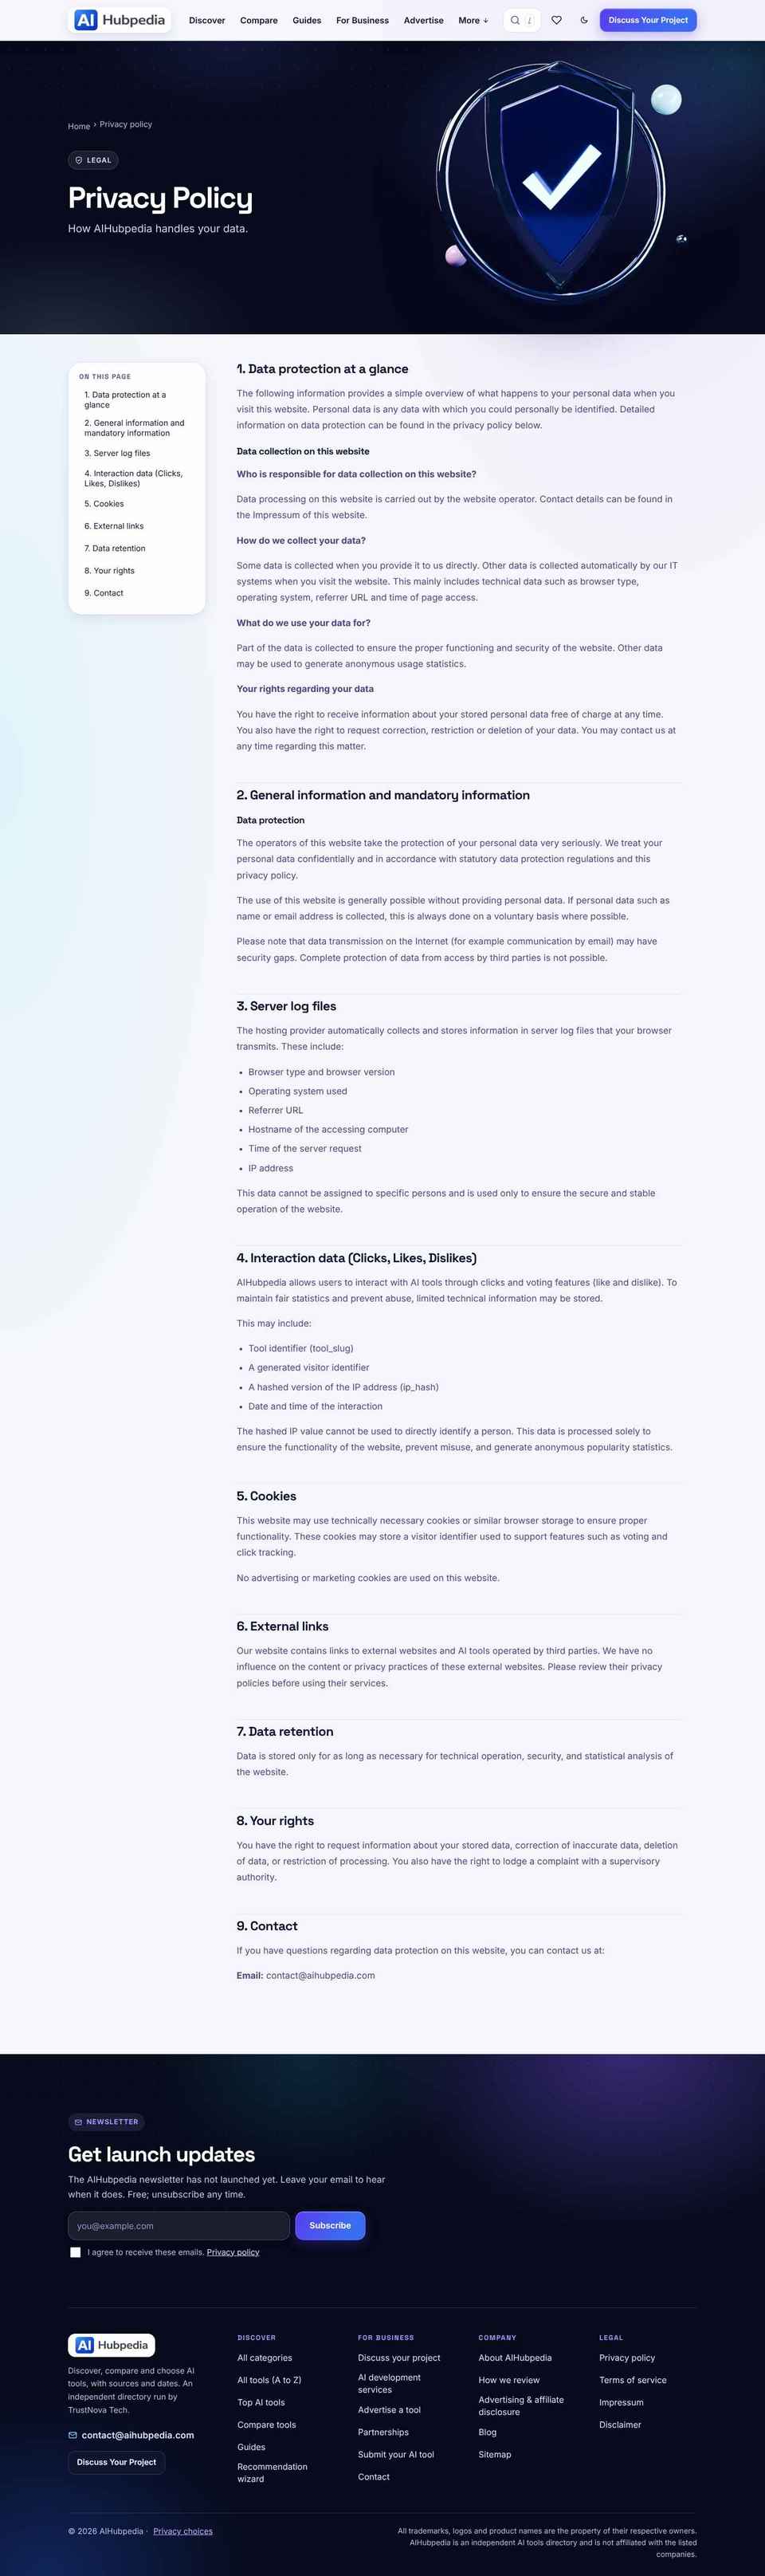 AI Hubpedia
Discover
Compare
Guides
For Business
Advertise
More ↓
/
Discuss Your Project
Home › Privacy policy
LEGAL
Privacy Policy
How AIHubpedia handles your data.
ON THIS PAGE
1. Data protection at a
glance
2. General information and
mandatory information
3. Server log files
4. Interaction data (Clicks,
Likes, Dislikes)
5. Cookies
6. External links
7. Data retention
8. Your rights
9. Contact
1. Data protection at a glance
The following information provides a simple overview of what happens to your personal data when you
visit this website. Personal data is any data with which you could personally be identified. Detailed
information on data protection can be found in the privacy policy below.
Data collection on this website
Who is responsible for data collection on this website?
Data processing on this website is carried out by the website operator. Contact details can be found in
the Impressum of this website.
How do we collect your data?
Some data is collected when you provide it to us directly. Other data is collected automatically by our IT
systems when you visit the website. This mainly includes technical data such as browser type,
operating system, referrer URL and time of page access.
What do we use your data for?
Part of the data is collected to ensure the proper functioning and security of the website. Other data
may be used to generate anonymous usage statistics.
Your rights regarding your data
You have the right to receive information about your stored personal data free of charge at any time.
You also have the right to request correction, restriction or deletion of your data. You may contact us at
any time regarding this matter.
2. General information and mandatory information
Data protection
The operators of this website take the protection of your personal data very seriously. We treat your
personal data confidentially and in accordance with statutory data protection regulations and this
privacy policy.
The use of this website is generally possible without providing personal data. If personal data such as
name or email address is collected, this is always done on a voluntary basis where possible.
Please note that data transmission on the Internet (for example communication by email) may have
security gaps. Complete protection of data from access by third parties is not possible.
3. Server log files
The hosting provider automatically collects and stores information in server log files that your browser
transmits. These include:
• Browser type and browser version
• Operating system used
• Referrer URL
• Hostname of the accessing computer
• Time of the server request
• IP address
This data cannot be assigned to specific persons and is used only to ensure the secure and stable
operation of the website.
4. Interaction data (Clicks, Likes, Dislikes)
AIHubpedia allows users to interact with AI tools through clicks and voting features (like and dislike). To
maintain fair statistics and prevent abuse, limited technical information may be stored.
This may include:
• Tool identifier (tool_slug)
• A generated visitor identifier
• A hashed version of the IP address (ip_hash)
• Date and time of the interaction
The hashed IP value cannot be used to directly identify a person. This data is processed solely to
ensure the functionality of the website, prevent misuse, and generate anonymous popularity statistics.
5. Cookies
This website may use technically necessary cookies or similar browser storage to ensure proper
functionality. These cookies may store a visitor identifier used to support features such as voting and
click tracking.
No advertising or marketing cookies are used on this website.
6. External links
Our website contains links to external websites and AI tools operated by third parties. We have no
influence on the content or privacy practices of these external websites. Please review their privacy
policies before using their services.
7. Data retention
Data is stored only for as long as necessary for technical operation, security, and statistical analysis of
the website.
8. Your rights
You have the right to request information about your stored data, correction of inaccurate data, deletion
of data, or restriction of processing. You also have the right to lodge a complaint with a supervisory
authority.
9. Contact
If you have questions regarding data protection on this website, you can contact us at:
Email: contact@aihubpedia.com
NEWSLETTER
Get launch updates
The AIHubpedia newsletter has not launched yet. Leave your email to hear
when it does. Free; unsubscribe any time.
you@example.com
Subscribe
I agree to receive these emails. Privacy policy
AI Hubpedia
Discover, compare and choose AI
tools, with sources and dates. An
independent directory run by
TrustNova Tech.
contact@aihubpedia.com
Discuss Your Project
DISCOVER
All categories
All tools (A to Z)
Top AI tools
Compare tools
Guides
Recommendation
wizard
FOR BUSINESS
Discuss your project
AI development
services
Advertise a tool
Partnerships
Submit your AI tool
Contact
COMPANY
About AIHubpedia
How we review
Advertising & affiliate
disclosure
Blog
Sitemap
LEGAL
Privacy policy
Terms of service
Impressum
Disclaimer
© 2026 AIHubpedia · Privacy choices
All trademarks, logos and product names are the property of their respective owners.
AIHubpedia is an independent AI tools directory and is not affiliated with the listed
companies.